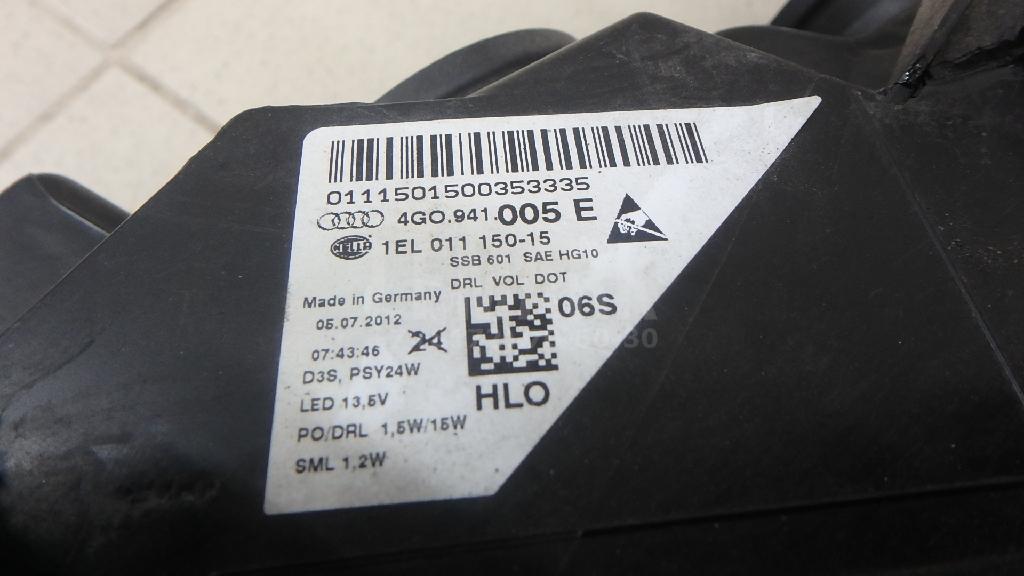 0111501500353335
4G0.941.005 E
HELLA 1EL 011 150-15
SSB 601 SAE HG10
DRL VOL DOT
Made in Germany
06S
05.07.2012
24
07:43:46
D3S, PSY24W
HLO
LED 13,5V
PO/DRL 1,5W/15W
SML 1,2W